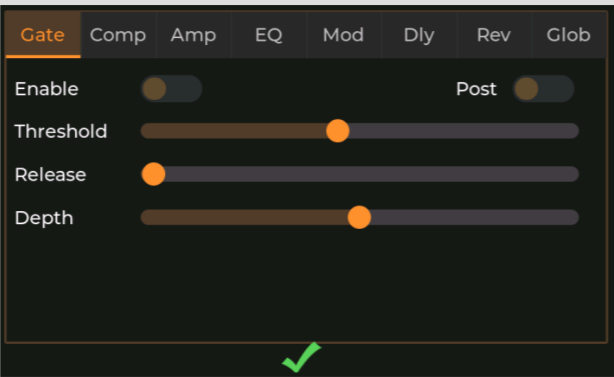 Gate Comp Amp EQ Mod Dly Rev Glob
Enable Post
Threshold
Release
Depth